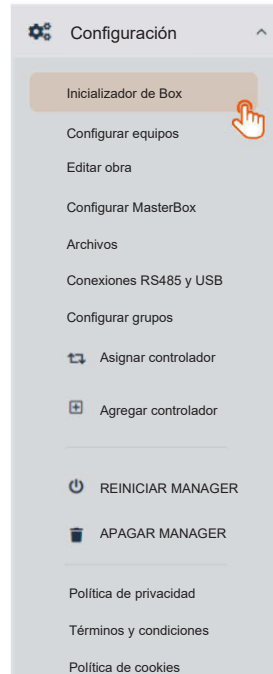 Configuración
Inicializador de Box
Configurar equipos
Editar obra
Configurar MasterBox
Archivos
Conexiones RS485 y USB
Configurar grupos
Asignar controlador
Agregar controlador
REINICIAR MANAGER
APAGAR MANAGER
Política de privacidad
Términos y condiciones
Política de cookies